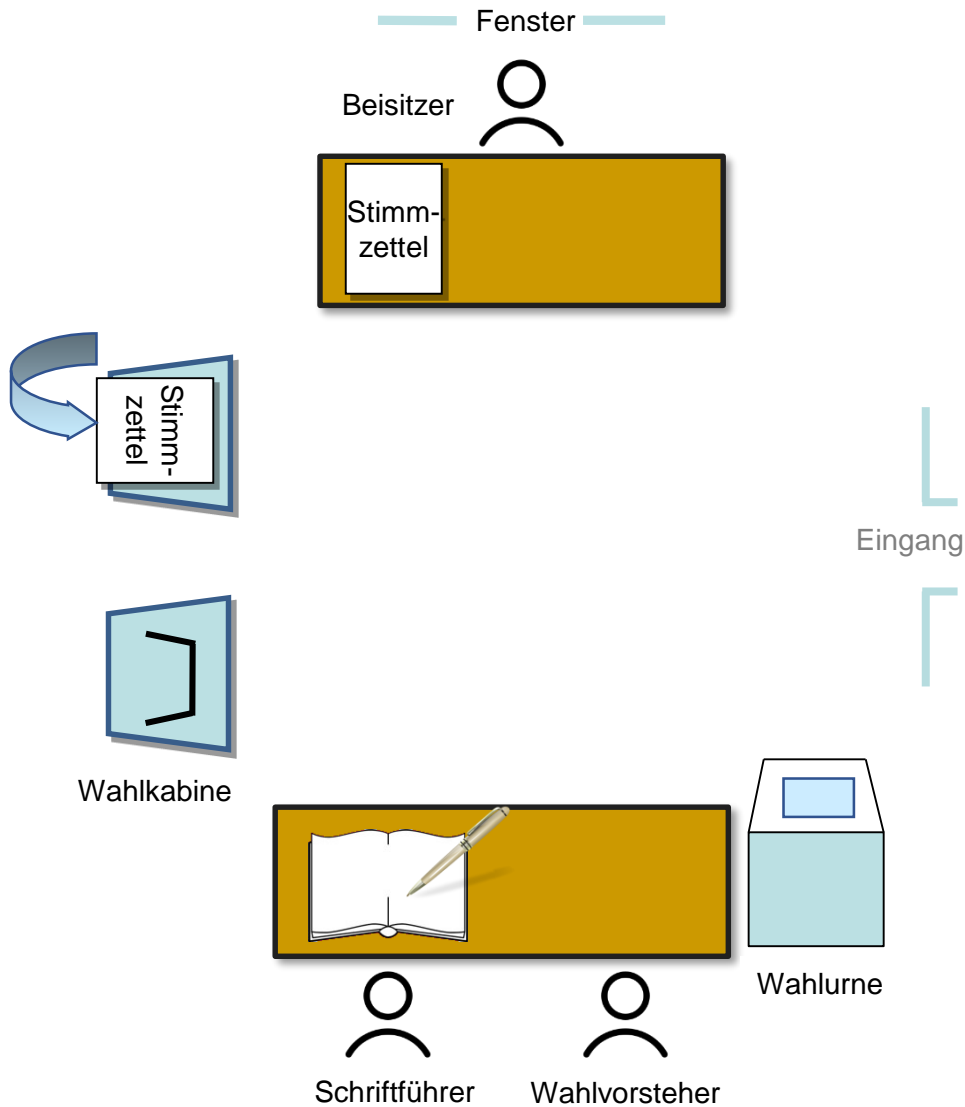 Fenster
Beisitzer
Stimm-
zettel
Stimm-
zettel
Eingang
Wahlkabine
Wahlurne
Schriftführer
Wahlvorsteher